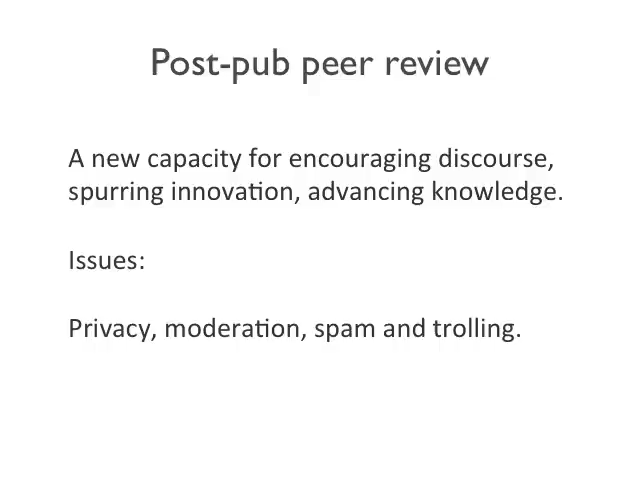 Post-pub peer review
A new capacity for encouraging discourse,
spurring innovation, advancing knowledge.
Issues:
Privacy, moderation, spam and trolling.